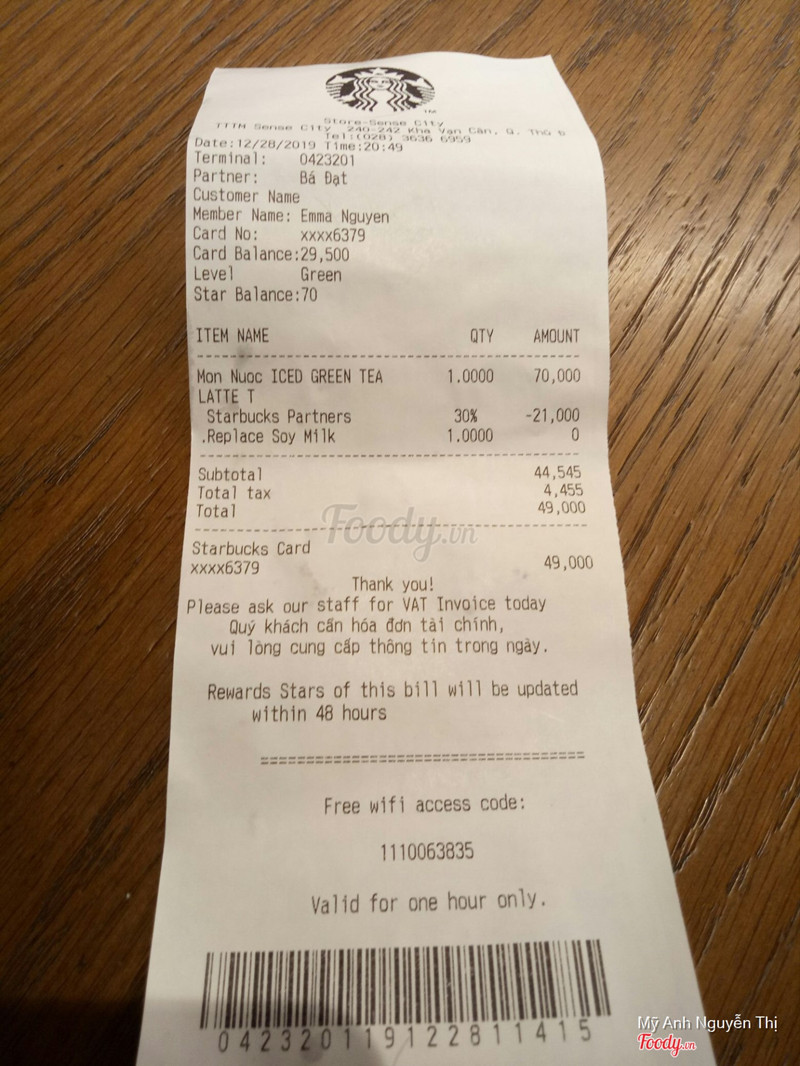 Store-Sense City
TTTM Sense City 240-242 Kha Vạn Cân, Q. Thủ Đ
Tel:(028) 3636 6959
Date:12/28/2019 Time:20:49
Terminal: 0423201
Partner: Bá Đạt
Customer Name
Member Name: Emma Nguyen
Card No: xxxx6379
Card Balance:29,500
Level Green
Star Balance:70
ITEM NAME QTY AMOUNT
Mon Nuoc ICED GREEN TEA 1.0000 70,000
LATTE T
Starbucks Partners 30% -21,000
.Replace Soy Milk 1.0000 0
Subtotal 44,545
Total tax 4,455
Total 49,000
Foody.vn
Starbucks Card
xxxx6379 49,000
Thank you!
Please ask our staff for VAT Invoice today
Quý khách cần hóa đơn tài chính,
vui lòng cung cấp thông tin trong ngày.
Rewards Stars of this bill will be updated
within 48 hours
Free wifi access code:
1110063835
Valid for one hour only.
0423201191228114​15
Mỹ Anh Nguyễn Thị
Foody.vn